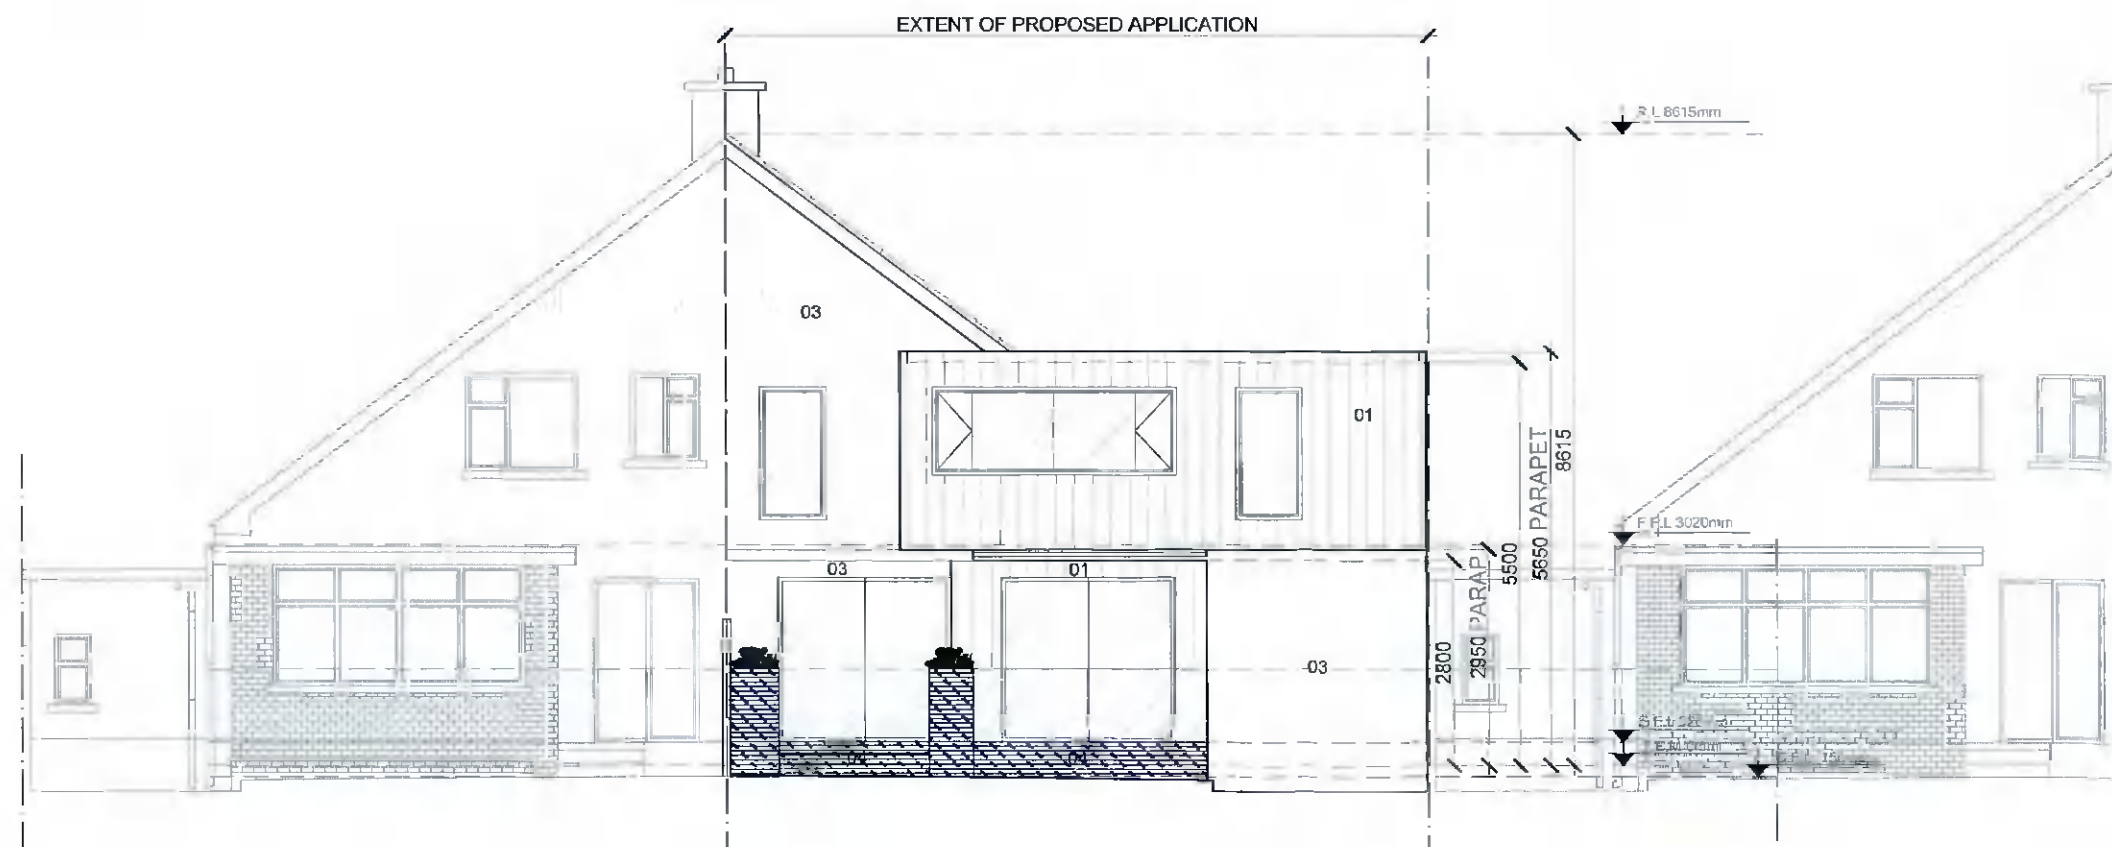 EXTENT OF PROPOSED APPLICATION
R.L 8615mm
03
01
5650 PARAPET
8615
5500
F.F.L 3020mm
03
01
2950 PARAP
2800
03
04
04